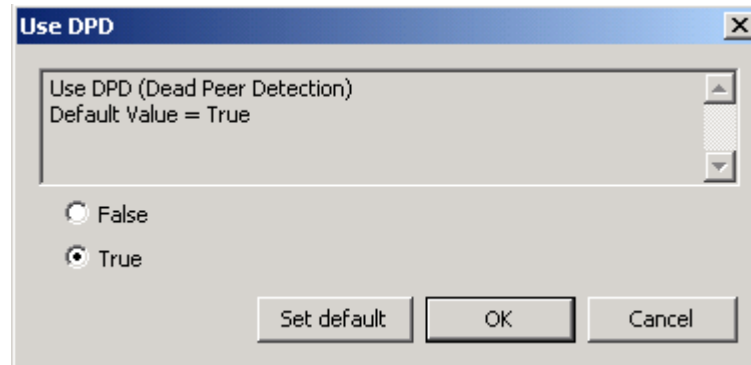 Use DPD
Use DPD (Dead Peer Detection)
Default Value = True
False
True
Set default OK Cancel